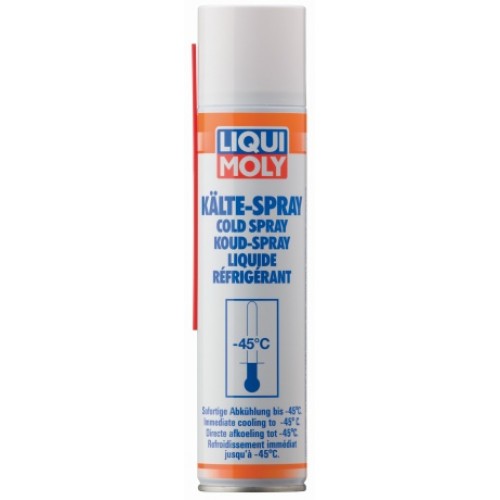 LIQUI
MOLY
KÄLTE-SPRAY
COLD SPRAY
KOUD-SPRAY
LIQUIDE
RÉFRIGÉRANT
-45°C
Sofortige Abkühlung bis -45°C.
Immediate cooling to -45° C.
Directe afkoeling tot -45°C.
Refroidissement immédiat
jusqu'à -45°C.